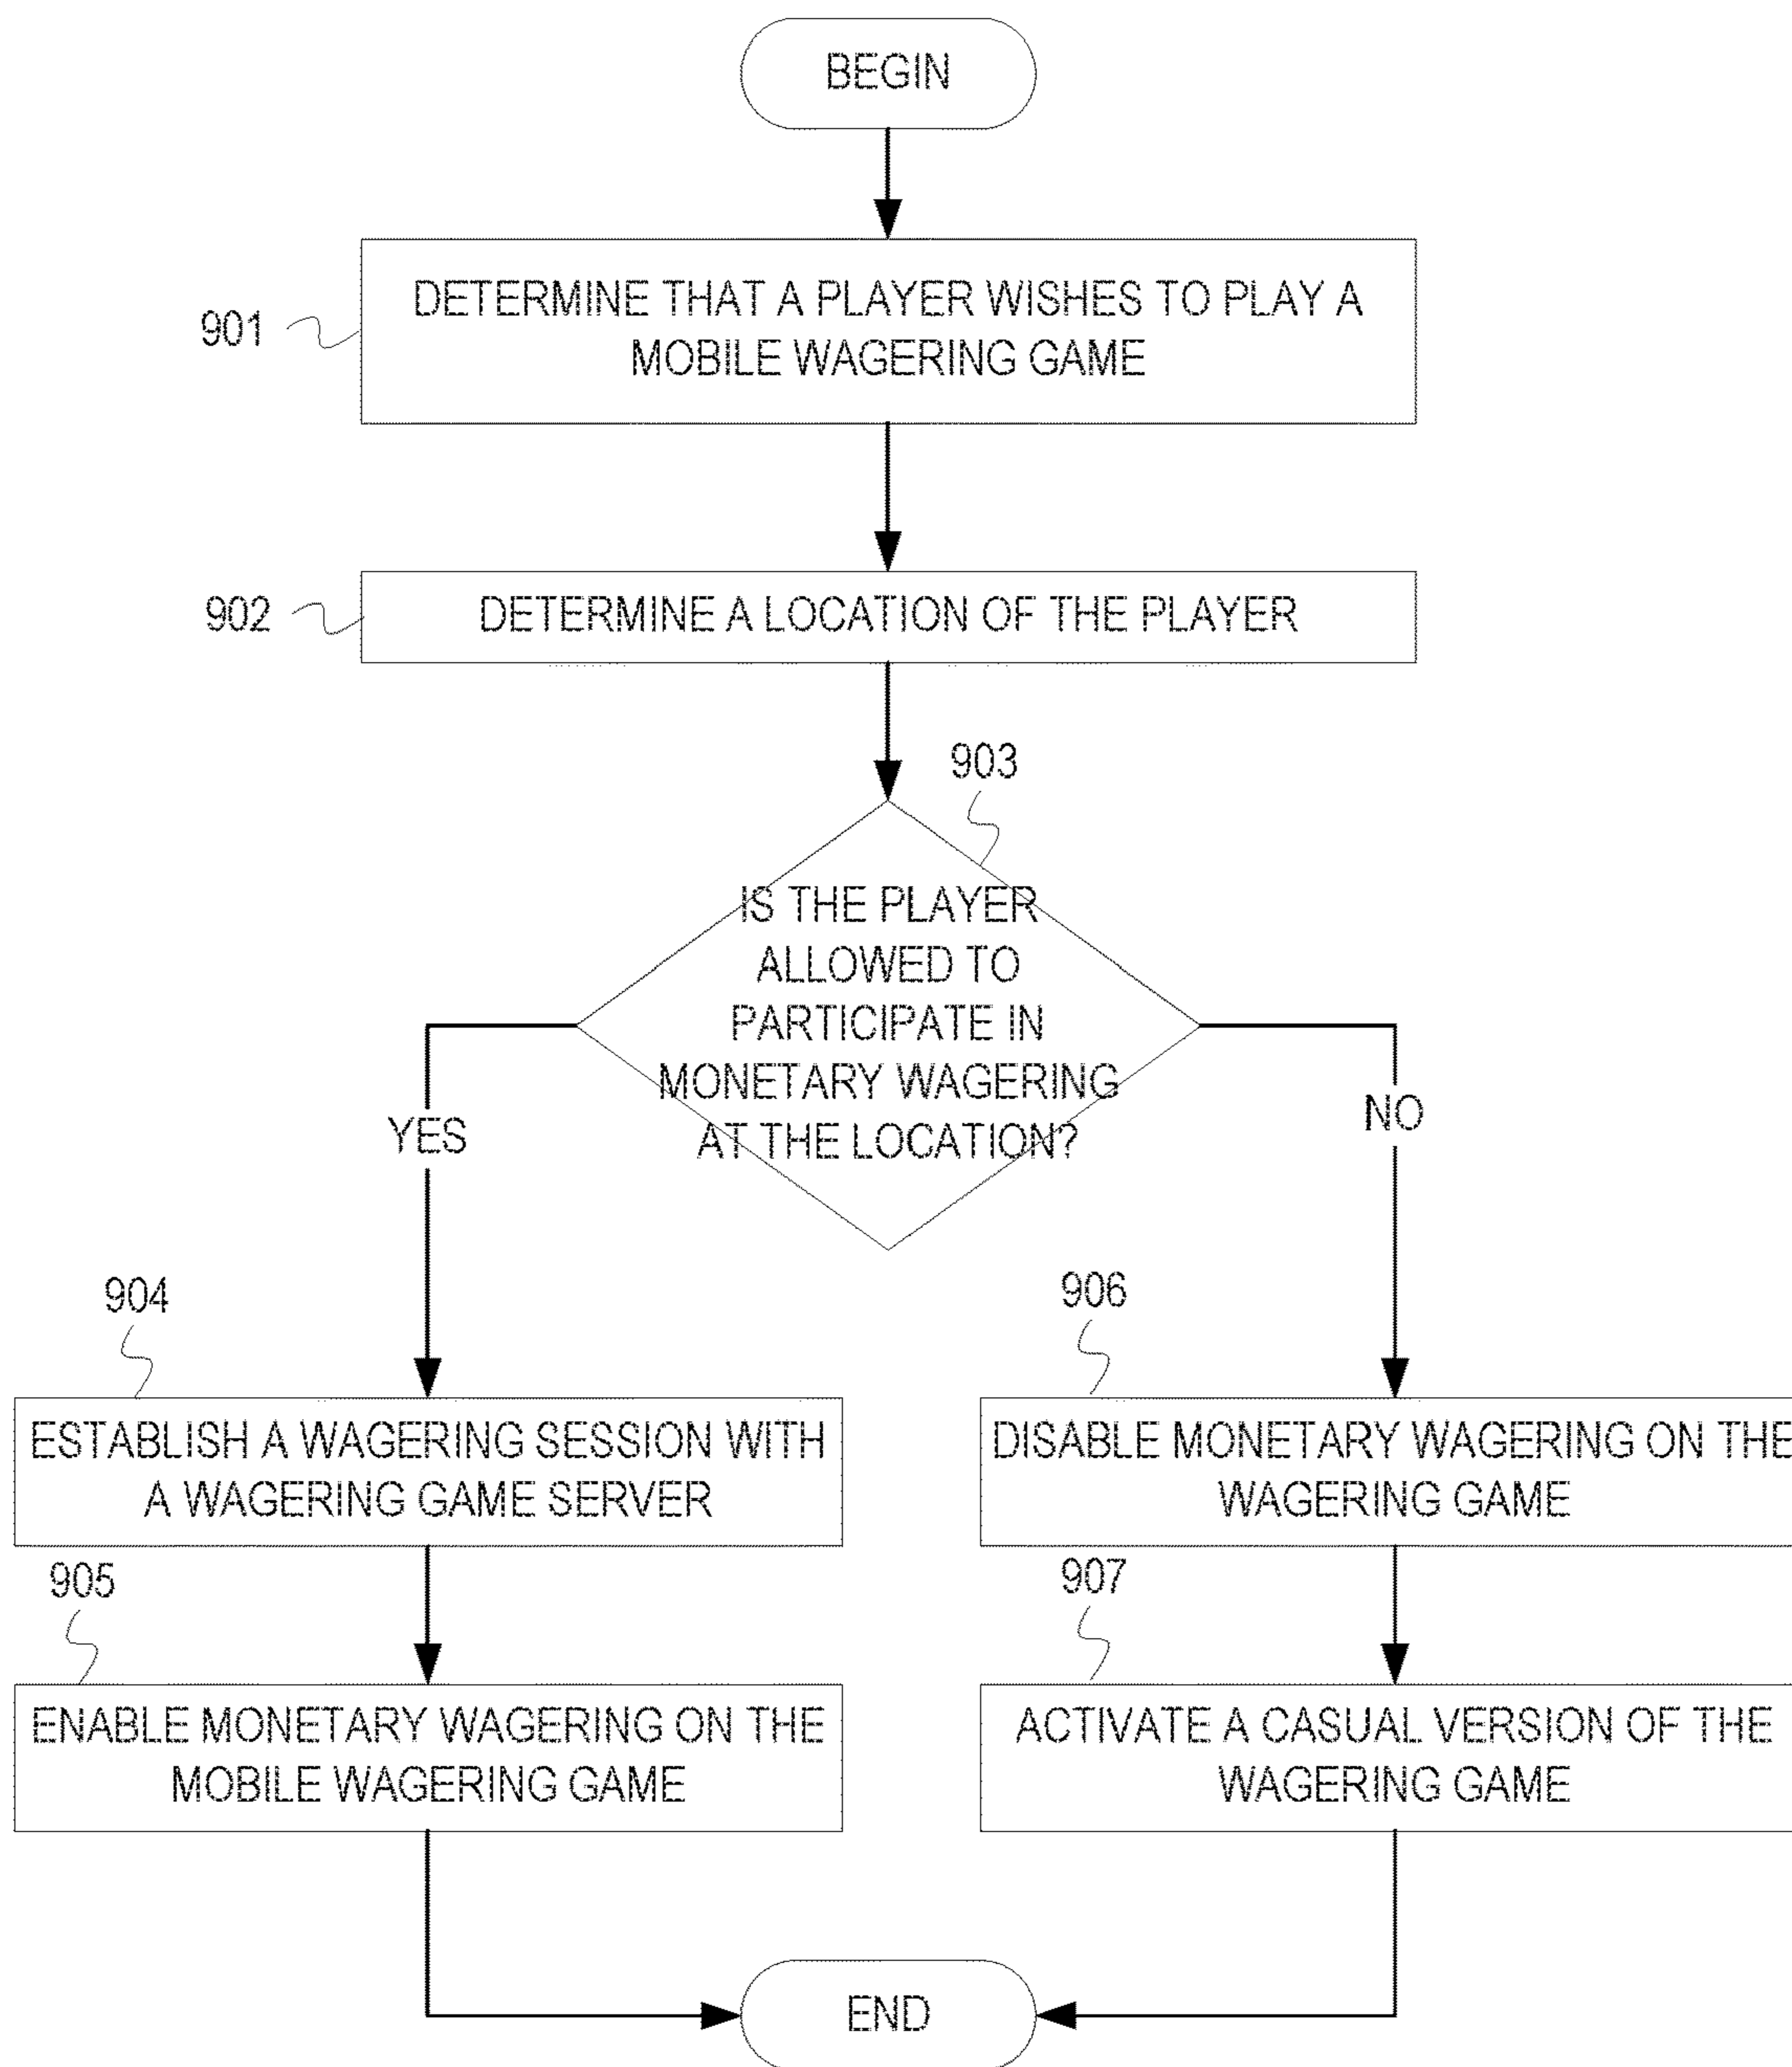 BEGIN
901
DETERMINE THAT A PLAYER WISHES TO PLAY A
MOBILE WAGERING GAME
902
DETERMINE A LOCATION OF THE PLAYER
903
IS THE PLAYER
ALLOWED TO
PARTICIPATE IN
MONETARY WAGERING
AT THE LOCATION?
YES
NO
904
ESTABLISH A WAGERING SESSION WITH
A WAGERING GAME SERVER
905
ENABLE MONETARY WAGERING ON THE
MOBILE WAGERING GAME
906
DISABLE MONETARY WAGERING ON THE
WAGERING GAME
907
ACTIVATE A CASUAL VERSION OF THE
WAGERING GAME
END